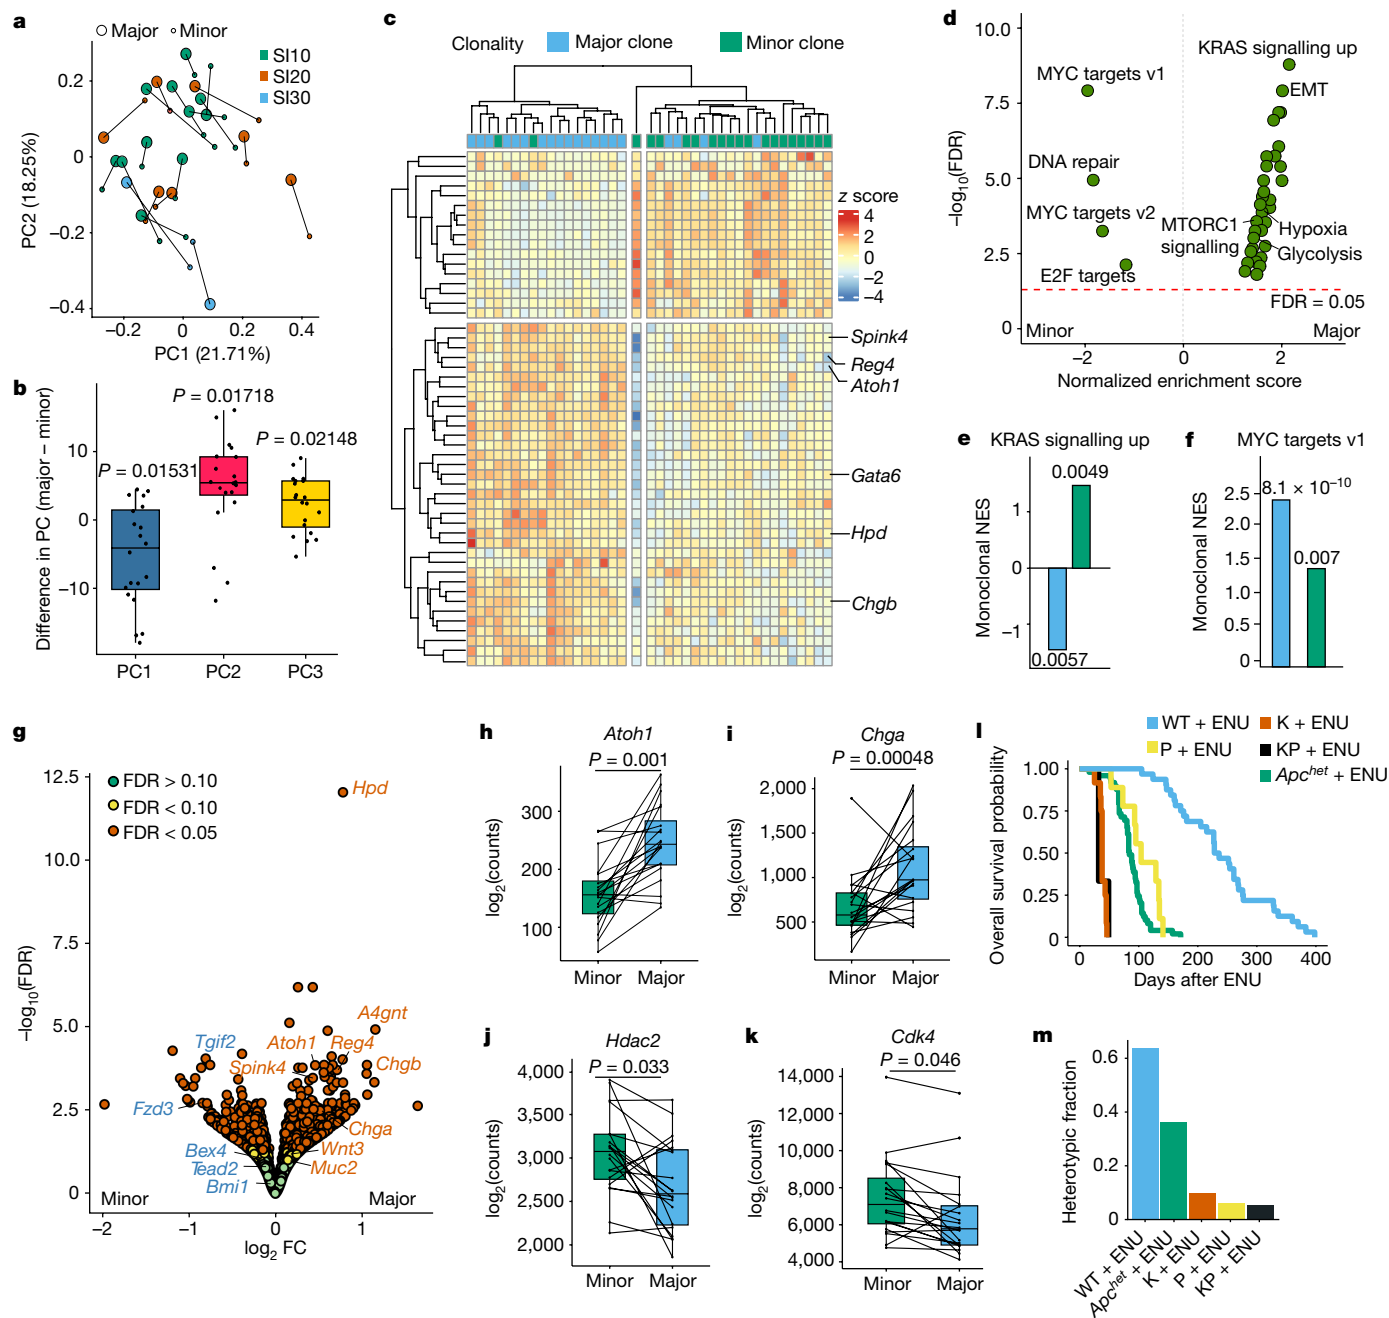 a
Major
Minor
SI10
SI20
SI30
0.2
0
−0.2
−0.4
PC2 (18.25%)
−0.2
0
0.2
0.4
PC1 (21.71%)
b
P = 0.01718
P = 0.02148
P = 0.01531
10
0
−10
Difference in PC (major − minor)
PC1
PC2
PC3
c
Clonality
Major clone
Minor clone
z score
4
2
0
−2
−4
Spink4
Reg4
Atoh1
Gata6
Hpd
Chgb
d
10.0
7.5
5.0
2.5
0
−log10(FDR)
KRAS signalling up
MYC targets v1
EMT
DNA repair
MYC targets v2
MTORC1
signalling
Hypoxia
Glycolysis
E2F targets
FDR = 0.05
Minor
Major
−2
0
2
Normalized enrichment score
e
KRAS signalling up
0.0049
1
0
−1
0.0057
Monoclonal NES
f
MYC targets v1
8.1 × 10−10
0.007
2.5
2.0
1.5
1.0
0.5
0
Monoclonal NES
g
12.5
10.0
7.5
5.0
2.5
0
−log10(FDR)
FDR > 0.10
FDR < 0.10
FDR < 0.05
Hpd
A4gnt
Tgif2
Atoh1
Reg4
Spink4
Chgb
Fzd3
Chga
Bex4
Wnt3
Tead2
Muc2
Bmi1
Minor
Major
−2
−1
0
1
log2 FC
h
Atoh1
P = 0.001
300
200
100
log2(counts)
Minor
Major
i
Chga
P = 0.00048
2,000
1,500
1,000
500
log2(counts)
Minor
Major
j
Hdac2
P = 0.033
4,000
3,500
3,000
2,500
2,000
log2(counts)
Minor
Major
k
Cdk4
P = 0.046
14,000
12,000
10,000
8,000
6,000
4,000
log2(counts)
Minor
Major
l
WT + ENU
K + ENU
P + ENU
KP + ENU
Apchet + ENU
1.00
0.75
0.50
0.25
0
Overall survival probability
0
100
200
300
400
Days after ENU
m
0.6
0.4
0.2
0
Heterotypic fraction
WT + ENU
Apchet + ENU
K + ENU
P + ENU
KP + ENU